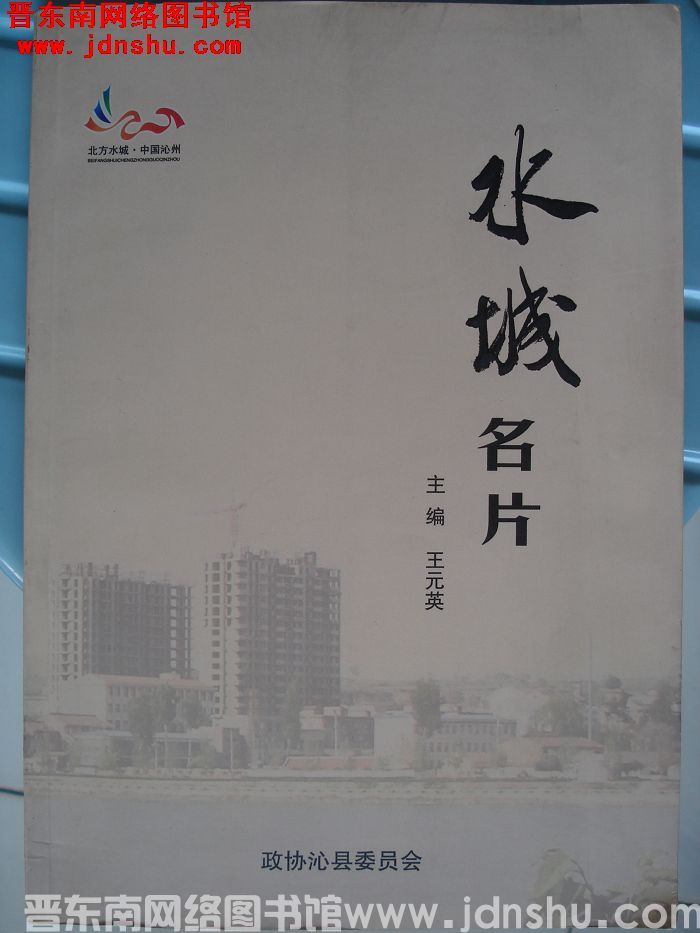 晋东南网络图书馆
www.jdnshu.com
北方水城·中国沁州
BEIFANGSHUICHENGZHONGGUOQINZHOU
水城名片
主编 王元英
政协沁县委员会
晋东南网络图书馆www.jdnshu.com